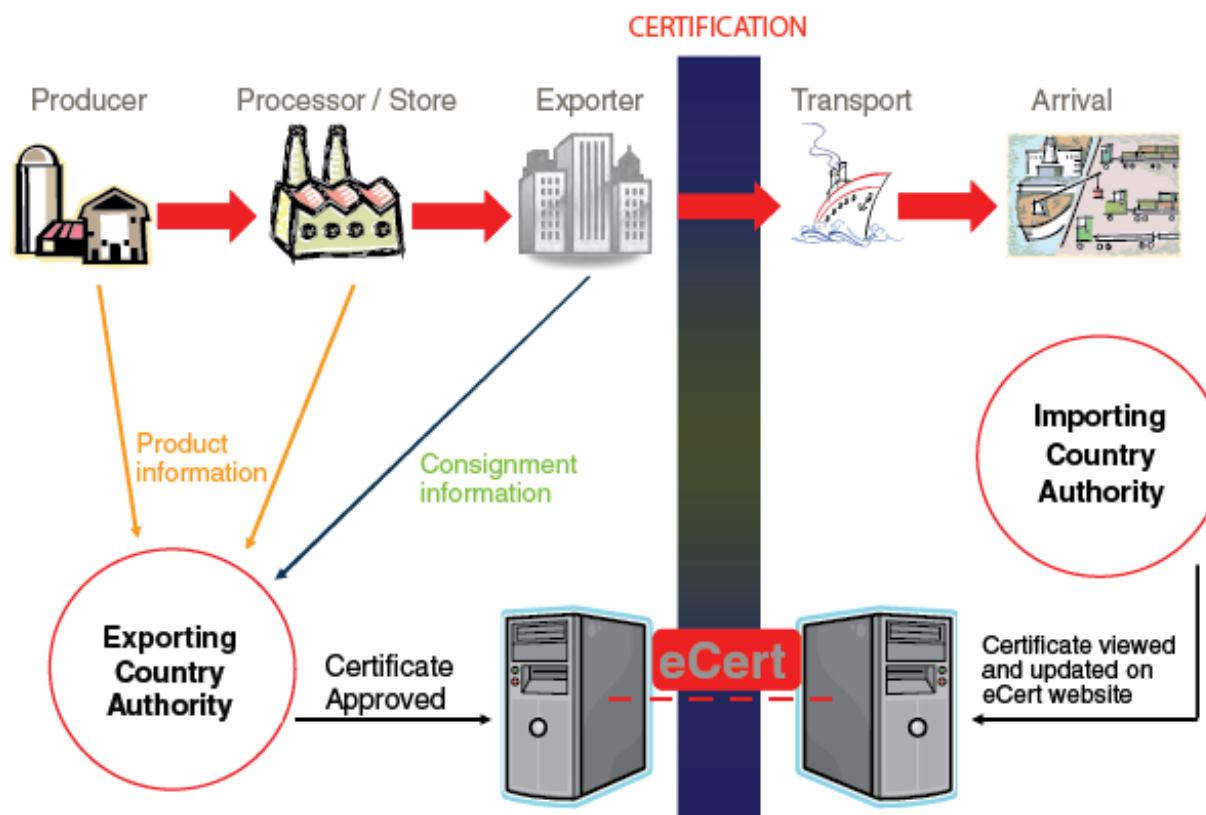 CERTIFICATION
Producer
Processor / Store
Exporter
Transport
Arrival
Product
information
Consignment
information
Importing
Country
Authority
Exporting
Country
Authority
Certificate
Approved
eCert
Certificate viewed
and updated on
eCert website